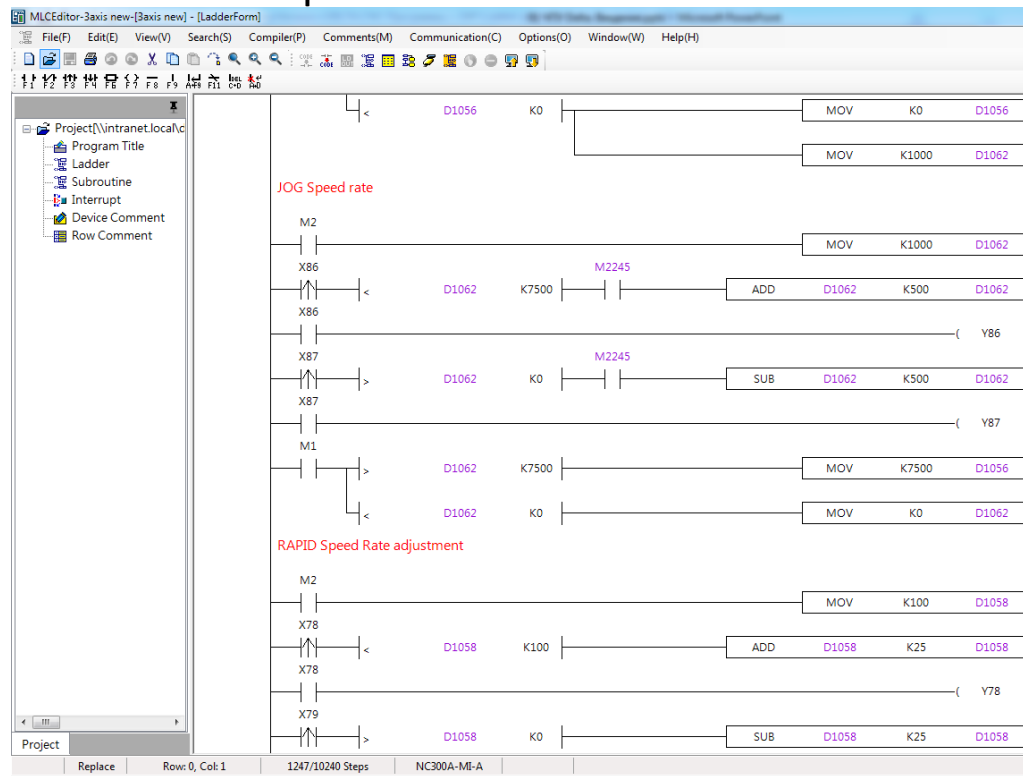 MLCEditor-3axis new-[3axis new] - [LadderForm]
File(F) Edit(E) View(V) Search(S) Compiler(P) Comments(M) Communication(C) Options(O) Window(W) Help(H)
F1 F2 F3 F4 F6 F7 F8 F9 F11
Project[\\intranet.local\c
Program Title
Ladder
Subroutine
Interrupt
Device Comment
Row Comment
< D1056 K0 MOV K0 D1056
MOV K1000 D1062
JOG Speed rate
M2
MOV K1000 D1062
X86 M2245
< D1062 K7500 ADD D1062 K500 D1062
X86
( Y86
X87 M2245
> D1062 K0 SUB D1062 K500 D1062
X87
( Y87
M1
> D1062 K7500 MOV K7500 D1056
< D1062 K0 MOV K0 D1062
RAPID Speed Rate adjustment
M2
MOV K100 D1058
X78
< D1058 K100 ADD D1058 K25 D1058
X78
( Y78
X79
> D1058 K0 SUB D1058 K25 D1058
Project
Replace Row: 0, Col: 1 1247/10240 Steps NC300A-MI-A